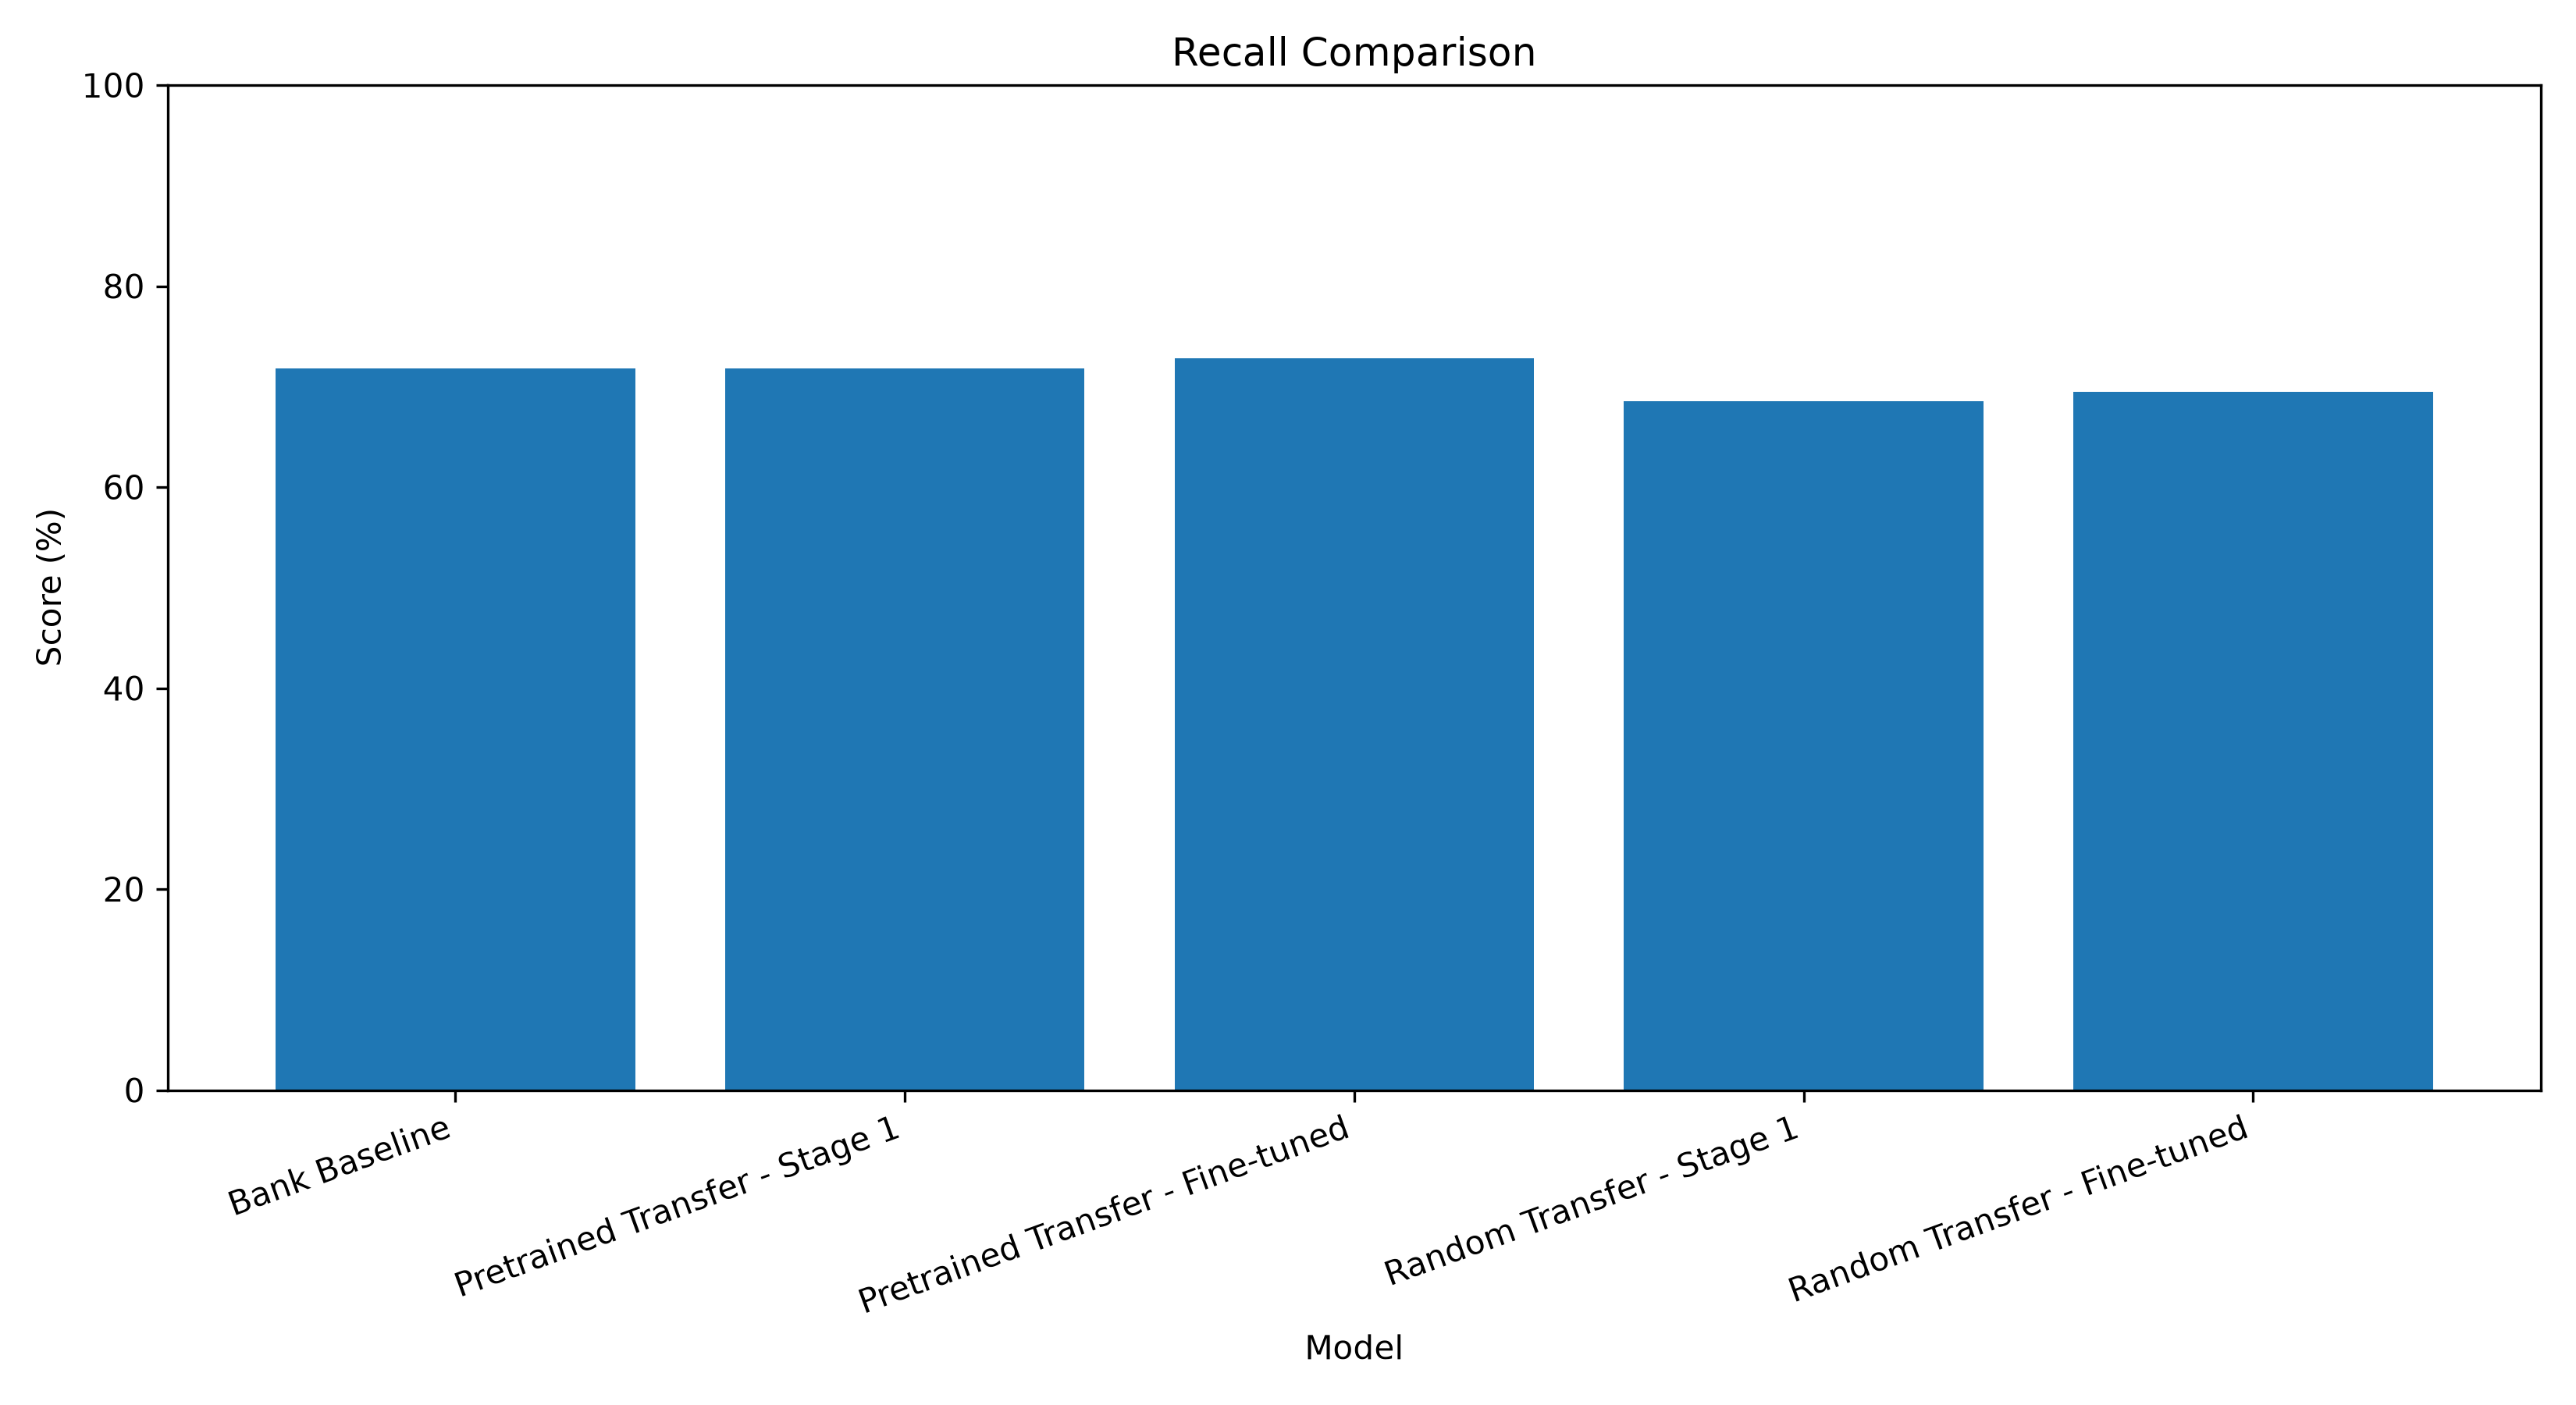 Recall Comparison
100
80
60
40
20
0
Score (%)
Bank Baseline
Pretrained Transfer - Stage 1
Pretrained Transfer - Fine-tuned
Random Transfer - Stage 1
Random Transfer - Fine-tuned
Model